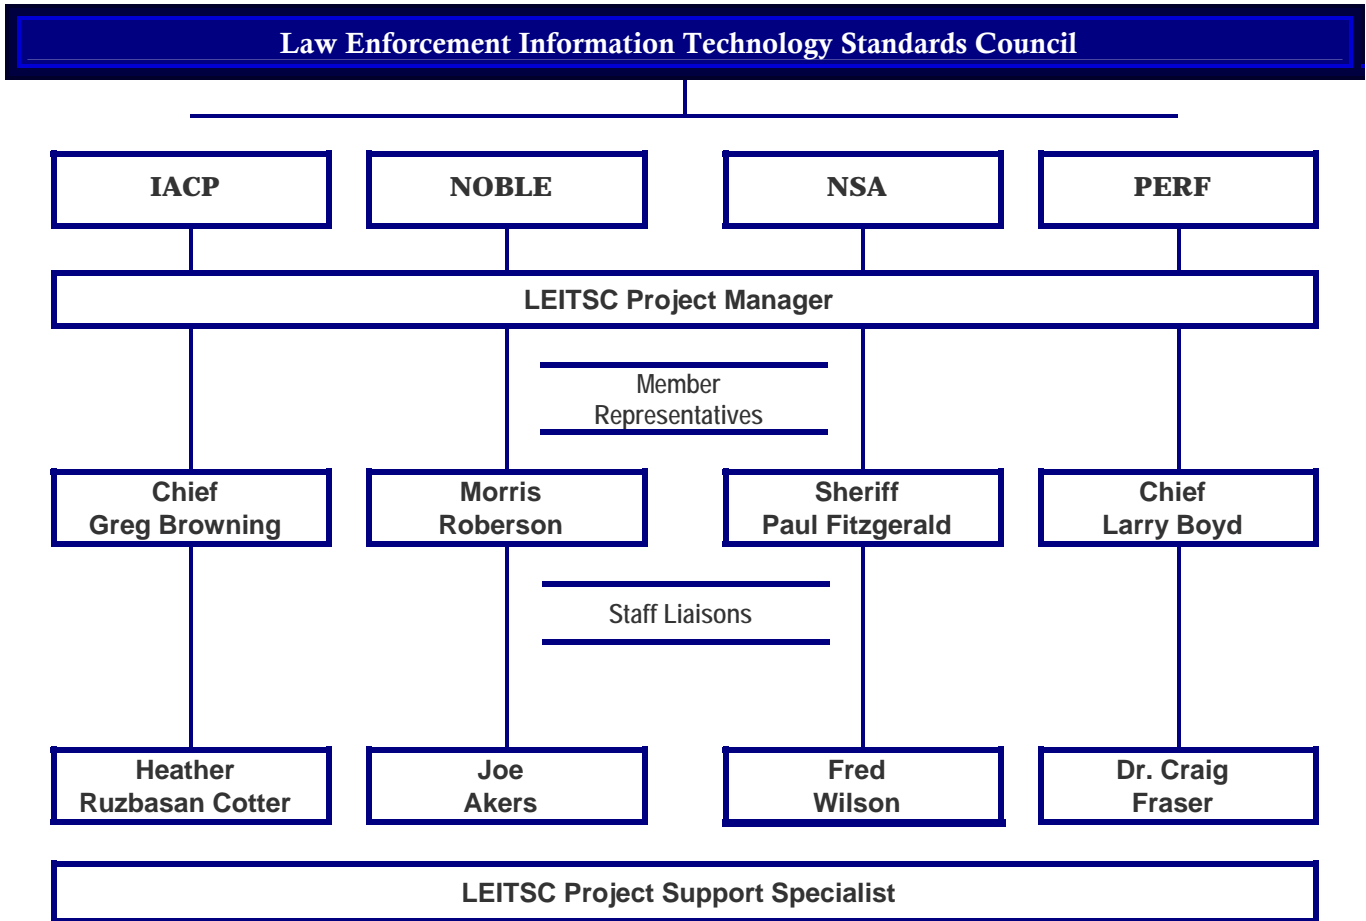 Law Enforcement Information Technology Standards Council
IACP
NOBLE
NSA
PERF
LEITSC Project Manager
Member
Representatives
Chief
Greg Browning
Morris
Roberson
Sheriff
Paul Fitzgerald
Chief
Larry Boyd
Staff Liaisons
Heather
Ruzbasan Cotter
Joe
Akers
Fred
Wilson
Dr. Craig
Fraser
LEITSC Project Support Specialist